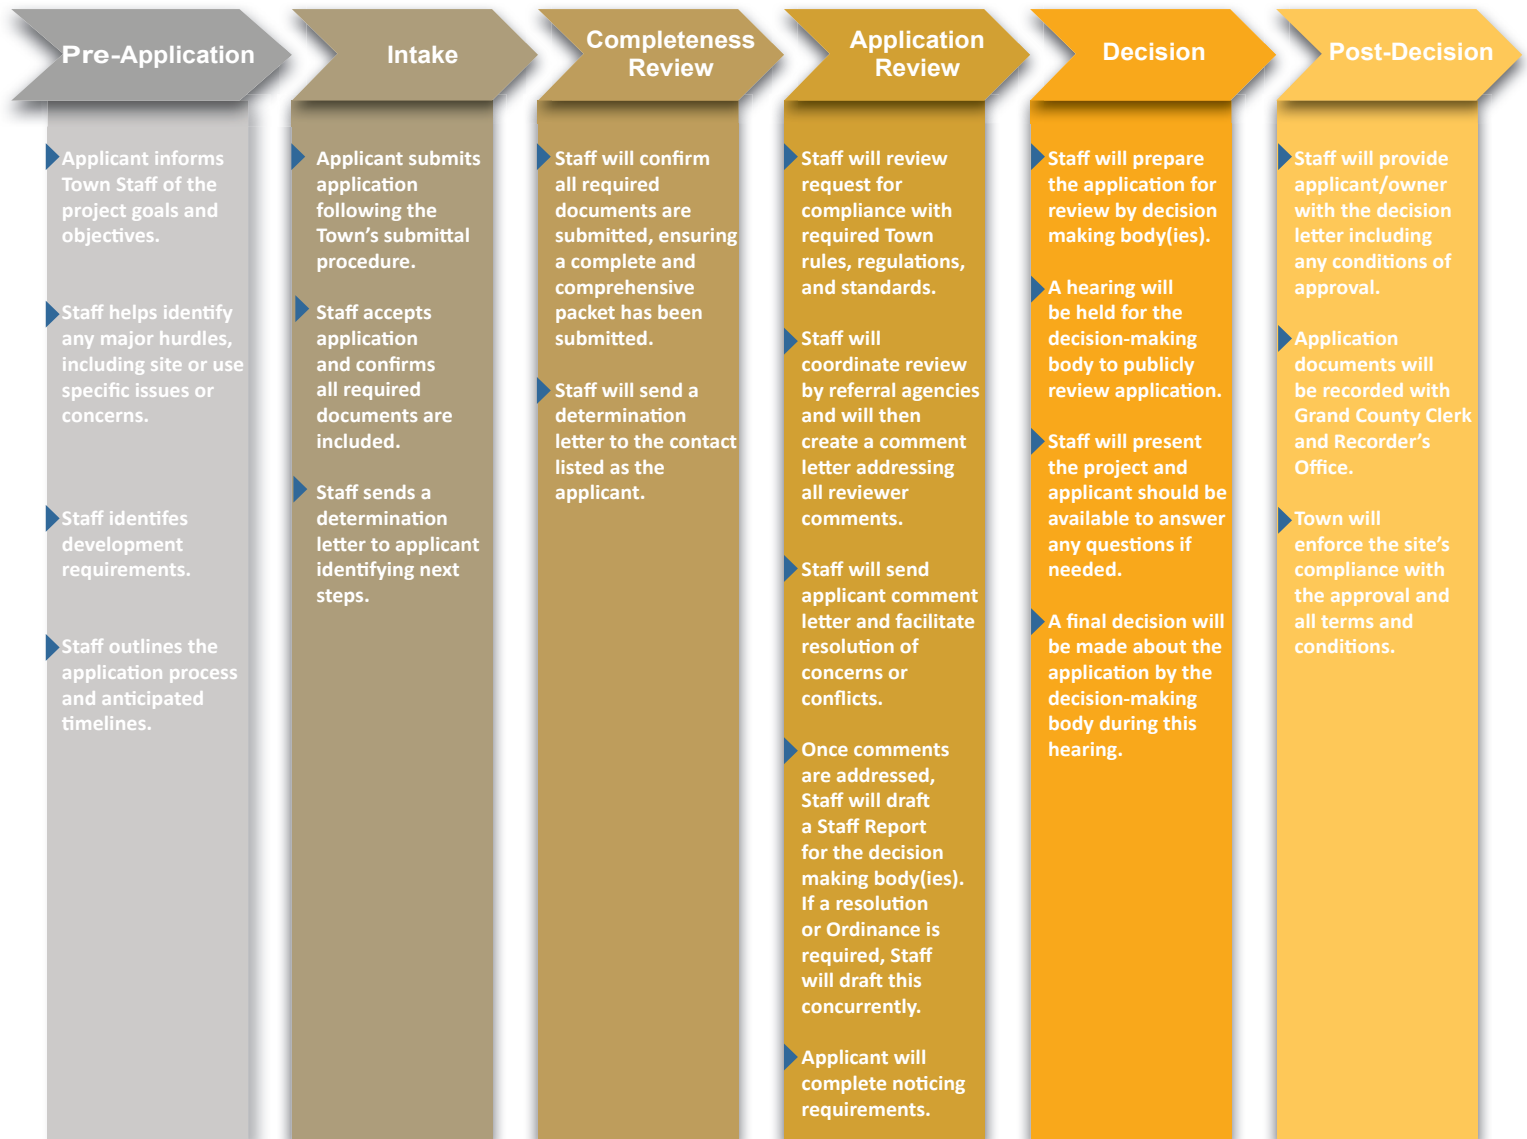 Pre-Application
Applicant informs
Town Staff of the
project goals and
objectives.
Staff helps identify
any major hurdles,
including site or use
specific issues or
concerns.
Staff identifes
development
requirements.
Staff outlines the
application process
and anticipated
timelines.
Intake
Applicant submits
application
following the
Town's submittal
procedure.
Staff accepts
application
and confirms
all required
documents are
included.
Staff sends a
determination
letter to applicant
identifying next
steps.
Completeness
Review
Staff will confirm
all required
documents are
submitted, ensuring
a complete and
comprehensive
packet has been
submitted.
Staff will send a
determination
letter to the contact
listed as the
applicant.
Application
Review
Staff will review
request for
compliance with
required Town
rules, regulations,
and standards.
Staff will
coordinate review
by referral agencies
and will then
create a comment
letter addressing
all reviewer
comments.
Staff will send
applicant comment
letter and facilitate
resolution of
concerns or
conflicts.
Once comments
are addressed,
Staff will draft
a Staff Report
for the decision
making body(ies).
If a resolution
or Ordinance is
required, Staff
will draft this
concurrently.
Applicant will
complete noticing
requirements.
Decision
Staff will prepare
the application for
review by decision
making body(ies).
A hearing will
be held for the
decision-making
body to publicly
review application.
Staff will present
the project and
applicant should be
available to answer
any questions if
needed.
A final decision will
be made about the
application by the
decision-making
body during this
hearing.
Post-Decision
Staff will provide
applicant/owner
with the decision
letter including
any conditions of
approval.
Application
documents will
be recorded with
Grand County Clerk
and Recorder's
Office.
Town will
enforce the site's
compliance with
the approval and
all terms and
conditions.